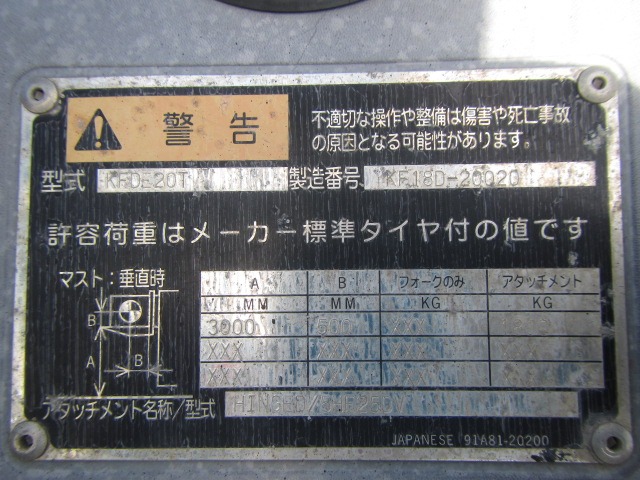 警告
不適切な操作や整備は傷害や死亡事故
の原因となる可能性があります。
型式 KFDE20T 製造番号 KF18D-20020
許容荷重はメーカー標準タイヤ付の値です
マスト：垂直時
A B フォークのみ アタッチメント
MM MM KG KG
3000
XXX XXX XXX
XXX XXX XXX
B
A
B
アタッチメント名称/型式
JAPANESE 91A81-20200